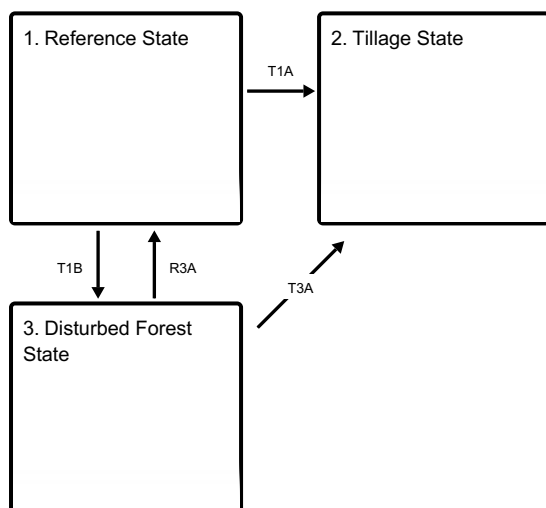 1. Reference State
2. Tillage State
T1A
T1B
R3A
T3A
3. Disturbed Forest
State